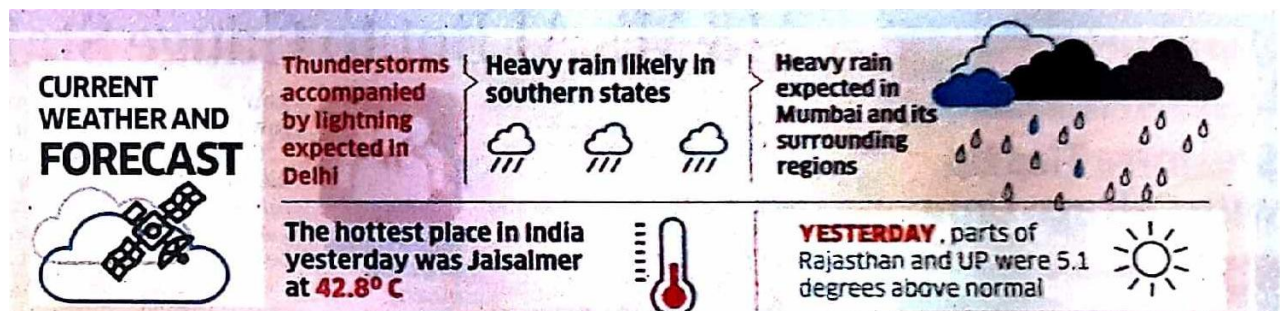 CURRENT
WEATHER AND
FORECAST
Thunderstorms
accompanied
by lightning
expected in
Delhi
Heavy rain likely in
southern states
Heavy rain
expected in
Mumbai and its
surrounding
regions
The hottest place in India
yesterday was Jaisalmer
at 42.8⁰ C
YESTERDAY, parts of
Rajasthan and UP were 5.1
degrees above normal